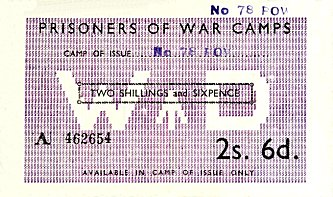 No 78 POW
PRISONERS OF WAR CAMPS
CAMP OF ISSUE.....No 78 POW.....
W D
TWO SHILLINGS and SIXPENCE
A 462654
2s. 6d.
AVAILABLE IN CAMP OF ISSUE ONLY